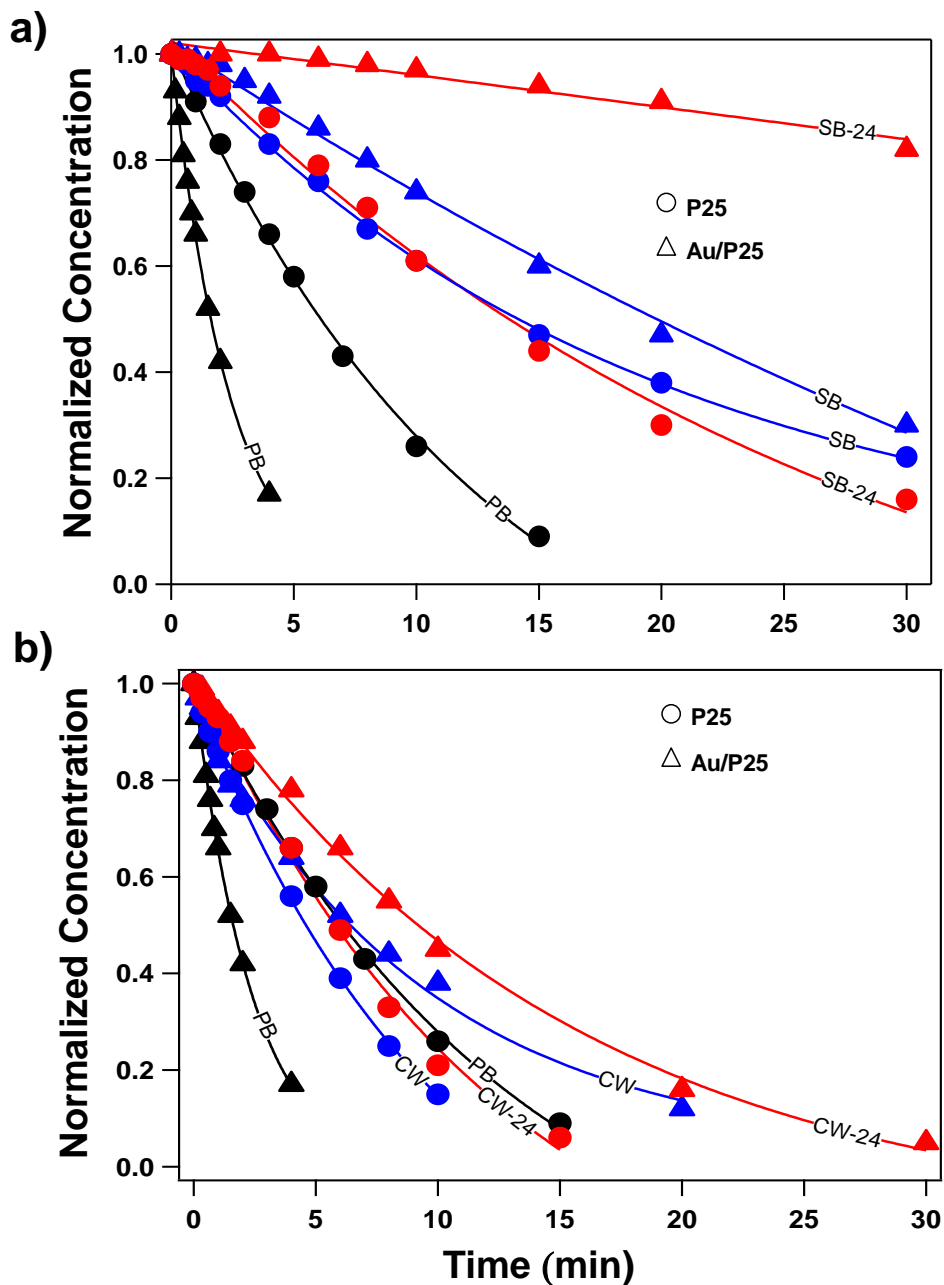 a)
Normalized Concentration
1.0
0.8
0.6
0.4
0.2
0.0
SB-24
P25
Au/P25
SB
SB
SB-24
PB
PB
0
5
10
15
20
25
30
b)
Normalized Concentration
1.0
0.8
0.6
0.4
0.2
0.0
P25
Au/P25
PB
PB
CW
CW
CW-24
CW-24
0
5
10
15
20
25
30
Time (min)